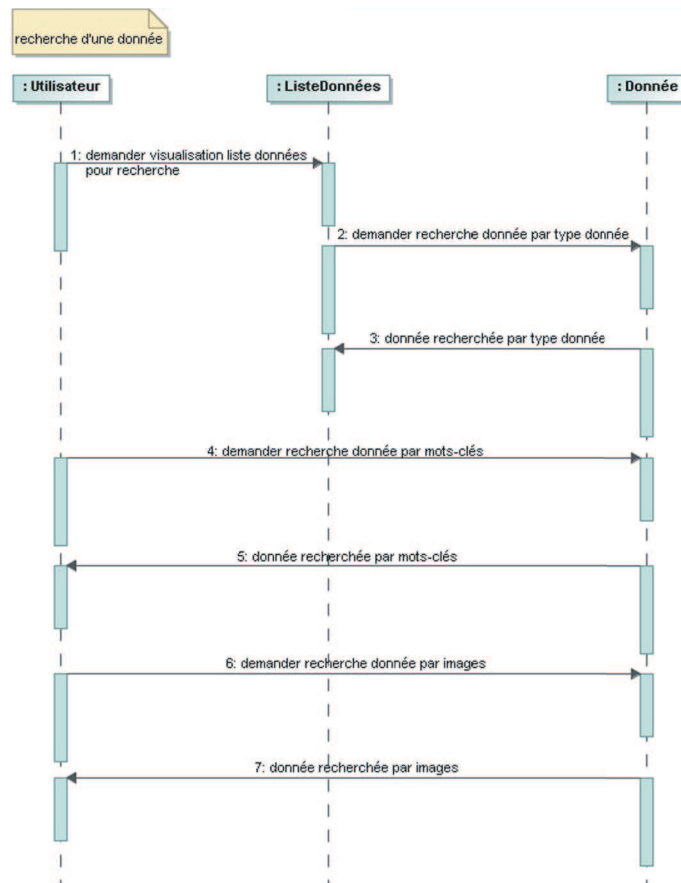 recherche d'une donnée
: Utilisateur
: ListeDonnées
: Donnée
1: demander visualisation liste données
pour recherche
2: demander recherche donnée par type donnée
3: donnée recherchée par type donnée
4: demander recherche donnée par mots-clés
5: donnée recherchée par mots-clés
6: demander recherche donnée par images
7: donnée recherchée par images